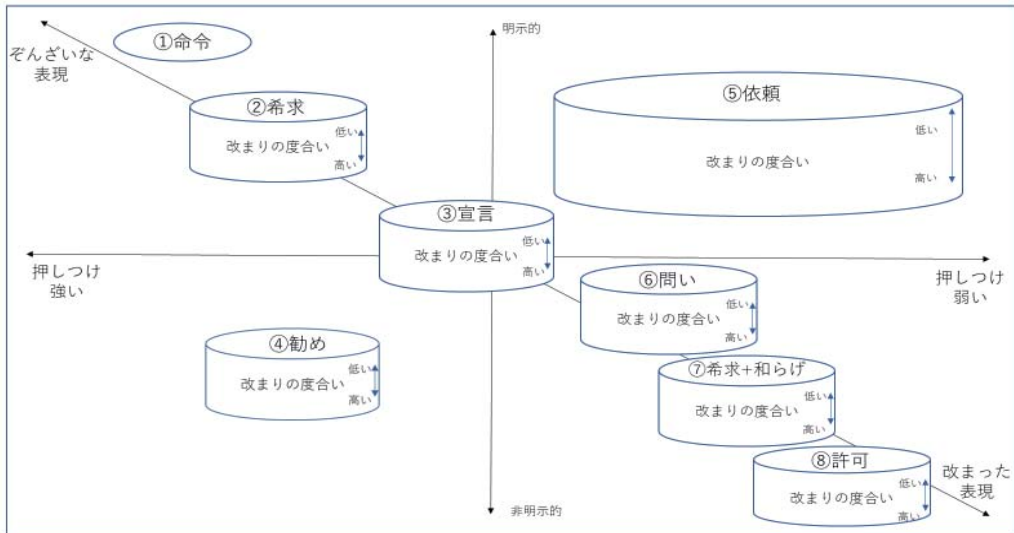 ①命令
明示的
ぞんざいな
表現
②希求
低い
改まりの度合い
高い
⑤依頼
低い
改まりの度合い
高い
③宣言
低い
改まりの度合い
高い
押しつけ
強い
押しつけ
弱い
⑥問い
低い
改まりの度合い
高い
④勧め
低い
改まりの度合い
高い
⑦希求+和らげ
低い
改まりの度合い
高い
⑧許可
低い
改まりの度合い
高い
改まった
表現
非明示的